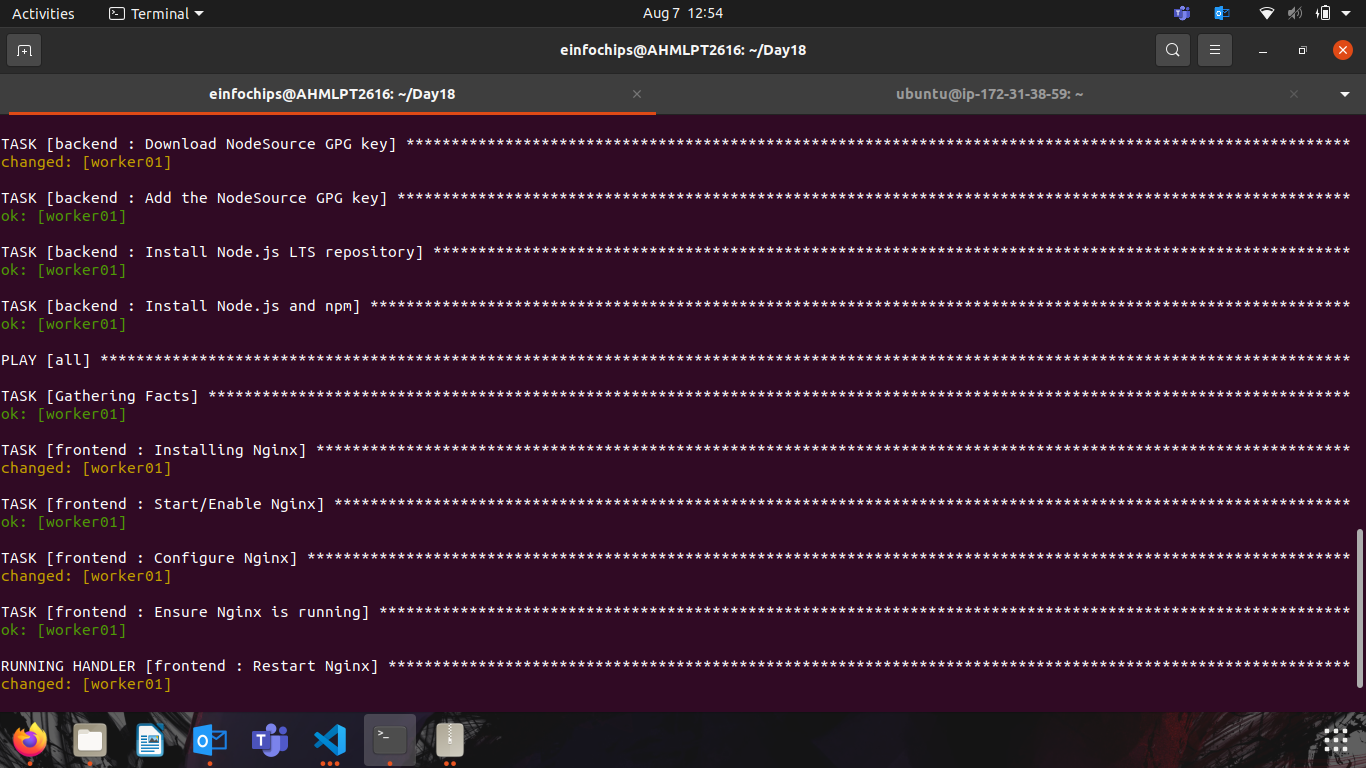 Activities
Terminal
Aug 7 12:54
einfochips@AHMLPT2616: ~/Day18
einfochips@AHMLPT2616: ~/Day18
ubuntu@ip-172-31-38-59: ~
TASK [backend : Download NodeSource GPG key] *********************************************************************************************************
changed: [worker01]
TASK [backend : Add the NodeSource GPG key] **********************************************************************************************************
ok: [worker01]
TASK [backend : Install Node.js LTS repository] ******************************************************************************************************
ok: [worker01]
TASK [backend : Install Node.js and npm] *************************************************************************************************************
ok: [worker01]
PLAY [all] *******************************************************************************************************************************************
TASK [Gathering Facts] *******************************************************************************************************************************
ok: [worker01]
TASK [frontend : Installing Nginx] *******************************************************************************************************************
changed: [worker01]
TASK [frontend : Start/Enable Nginx] *****************************************************************************************************************
ok: [worker01]
TASK [frontend : Configure Nginx] ********************************************************************************************************************
changed: [worker01]
TASK [frontend : Ensure Nginx is running] ************************************************************************************************************
ok: [worker01]
RUNNING HANDLER [frontend : Restart Nginx] ***********************************************************************************************************
changed: [worker01]